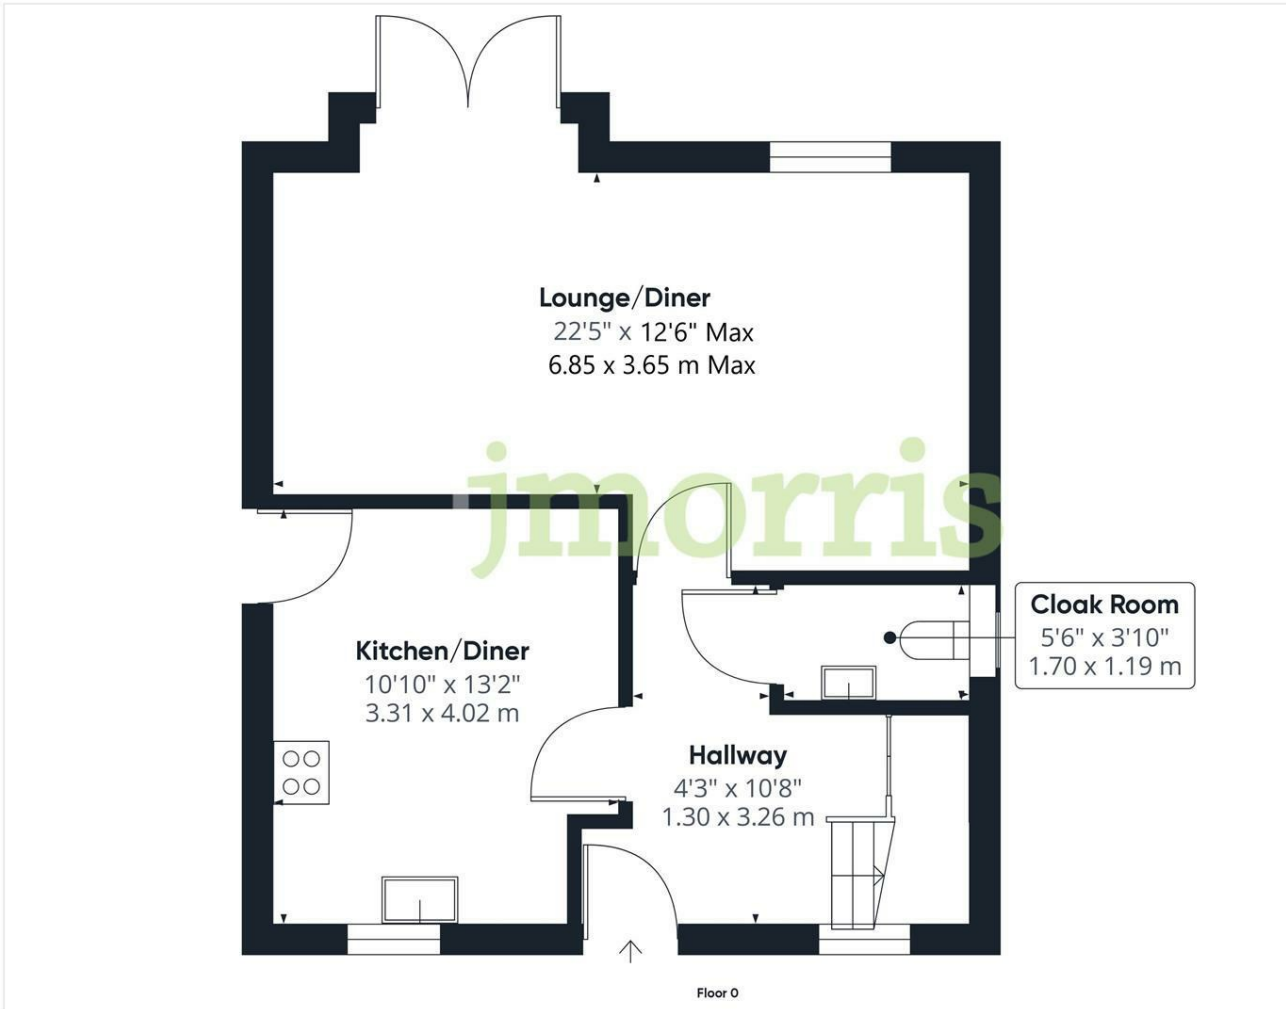 Lounge/Diner
22'5" x 12'6" Max
6.85 x 3.65 m Max
jmorris
Cloak Room
5'6" x 3'10"
1.70 x 1.19 m
Kitchen/Diner
10'10" x 13'2"
3.31 x 4.02 m
Hallway
4'3" x 10'8"
1.30 x 3.26 m
Floor 0